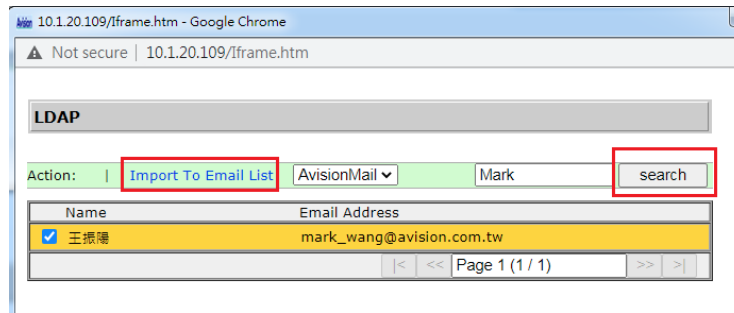 10.1.20.109/Iframe.htm - Google Chrome
Not secure | 10.1.20.109/Iframe.htm
LDAP
Action: | Import To Email List AvisionMail Mark search
Name Email Address
王振陽 mark_wang@avision.com.tw
|< << Page 1 (1 / 1) >> >|